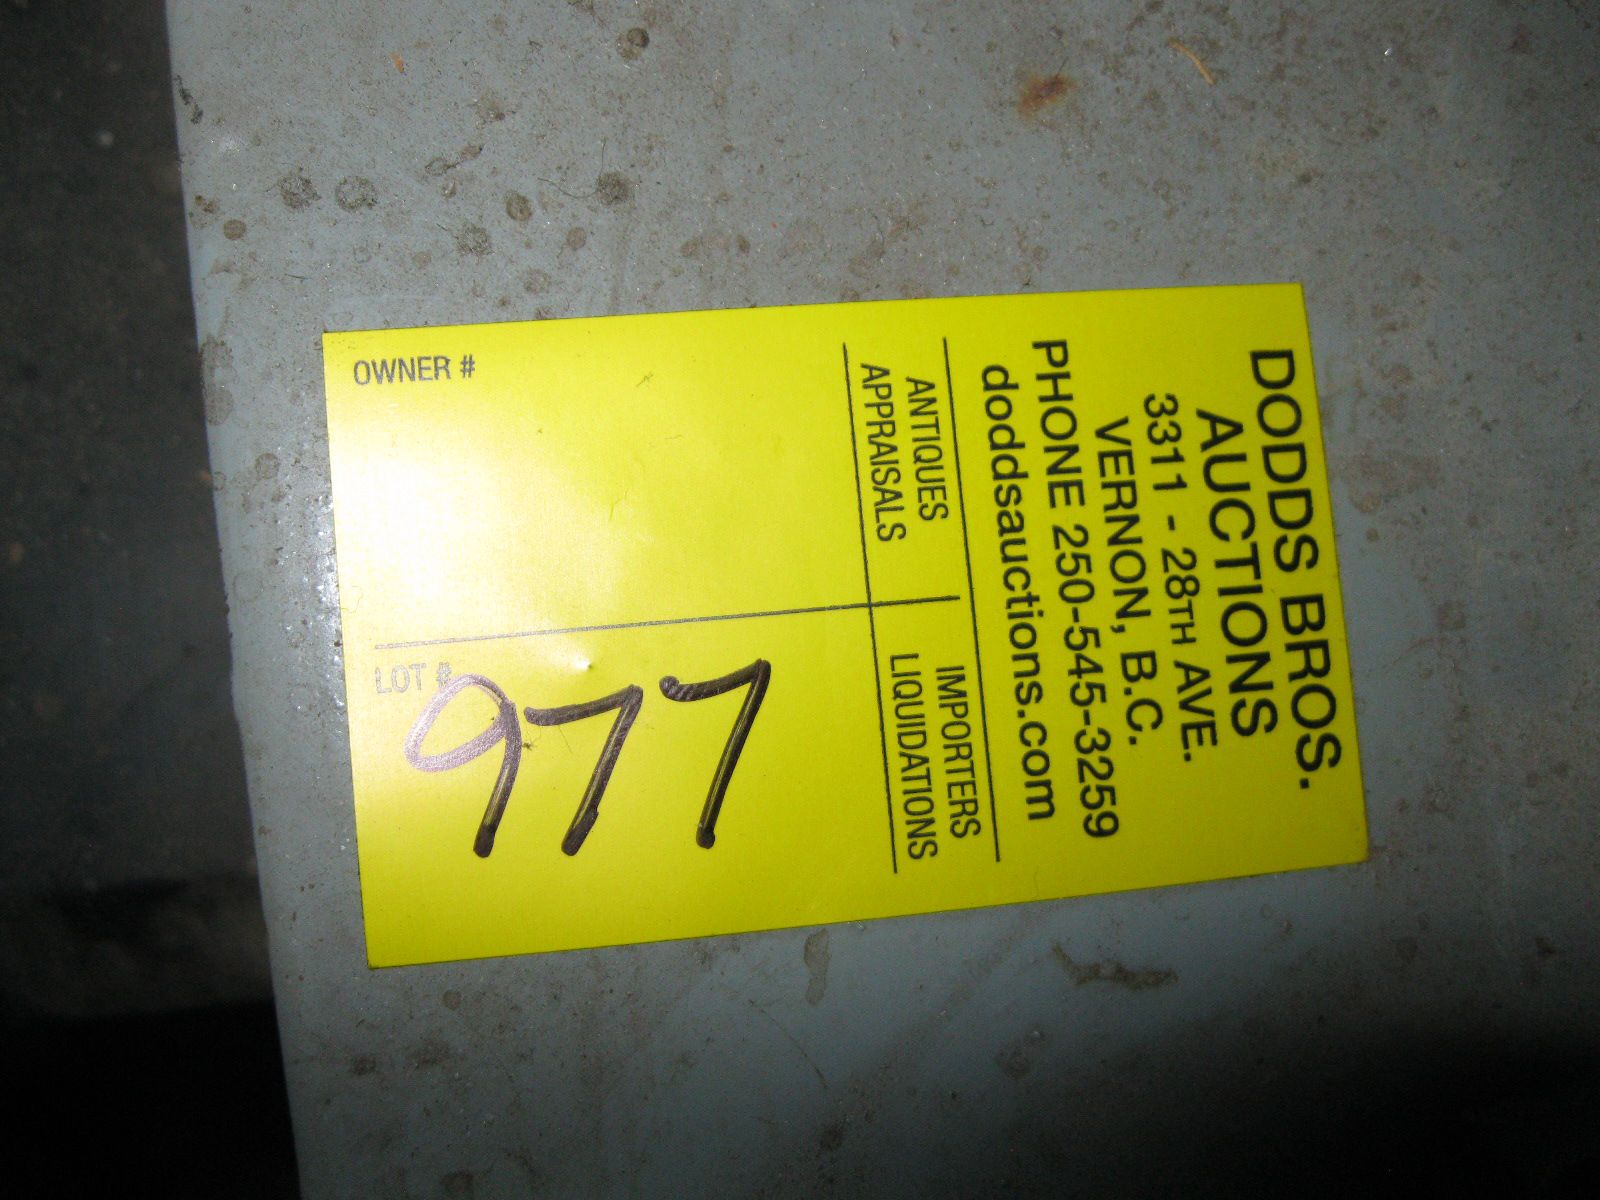 DODDS BROS.
AUCTIONS
3311 - 28TH AVE.
VERNON, B.C.
PHONE 250-545-3259
doddsauctions.com
ANTIQUES
APPRAISALS
IMPORTERS
LIQUIDATIONS
OWNER #
LOT #
977